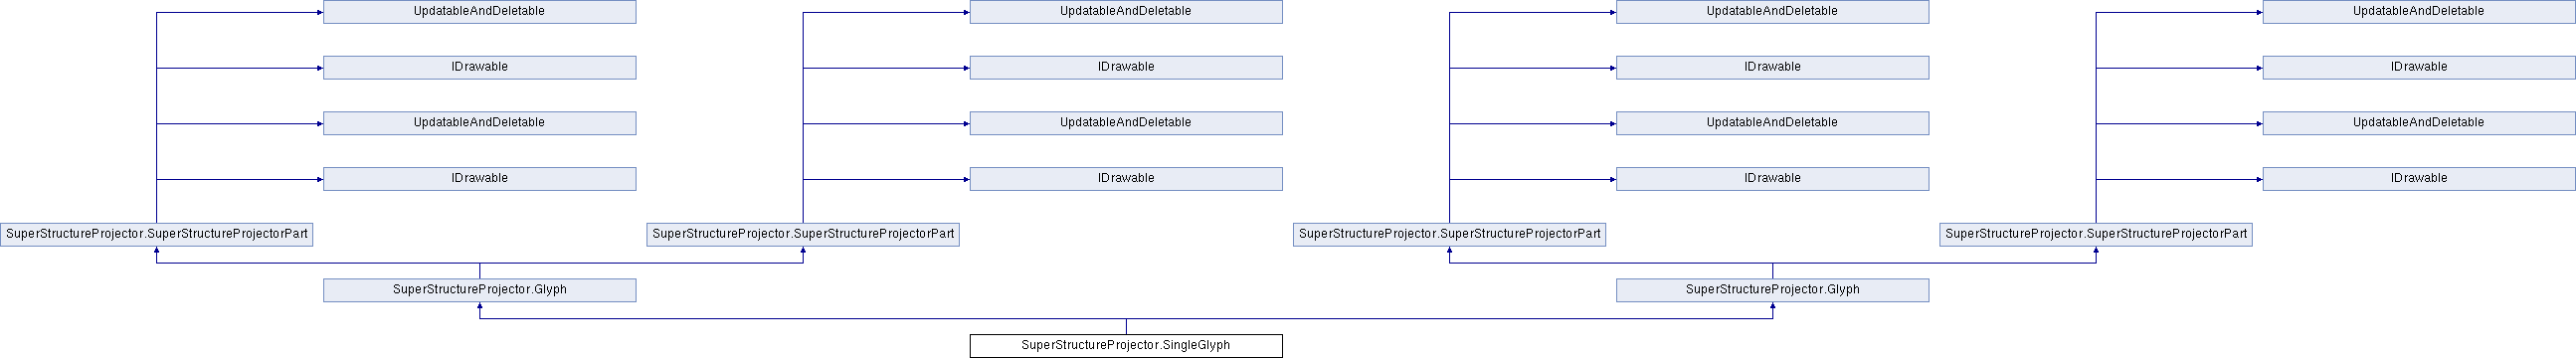 UpdatableAndDeletable UpdatableAndDeletable UpdatableAndDeletable UpdatableAndDeletable
IDrawable IDrawable IDrawable IDrawable
UpdatableAndDeletable UpdatableAndDeletable UpdatableAndDeletable UpdatableAndDeletable
IDrawable IDrawable IDrawable IDrawable
SuperStructureProjector.SuperStructureProjectorPart SuperStructureProjector.SuperStructureProjectorPart SuperStructureProjector.SuperStructureProjectorPart SuperStructureProjector.SuperStructureProjectorPart
SuperStructureProjector.Glyph SuperStructureProjector.Glyph
SuperStructureProjector.SingleGlyph